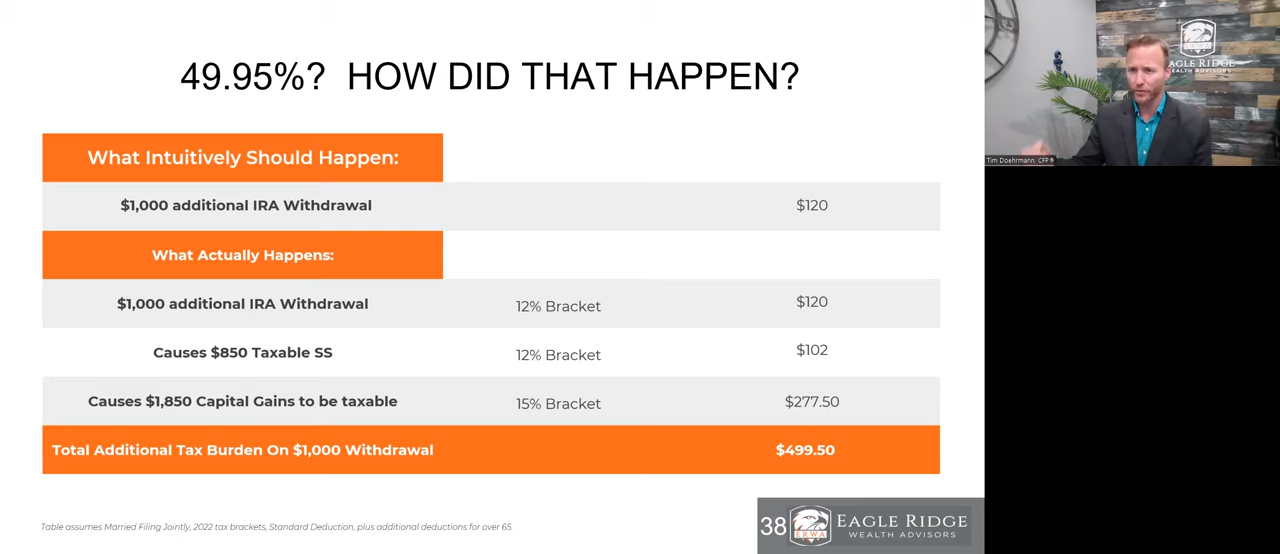 49.95%? HOW DID THAT HAPPEN?
What Intuitively Should Happen:
$1,000 additional IRA Withdrawal $120
What Actually Happens:
$1,000 additional IRA Withdrawal 12% Bracket $120
Causes $850 Taxable SS 12% Bracket $102
Causes $1,850 Capital Gains to be taxable 15% Bracket $277.50
Total Additional Tax Burden On $1,000 Withdrawal $499.50
Table assumes Married Filing Jointly, 2022 tax brackets, Standard Deduction, plus additional deductions for over 65.
38
ERWA
EAGLE RIDGE
WEALTH ADVISORS
ERWA
EAGLE RIDGE
WEALTH ADVISORS
Tim Doehrmann, CFP®